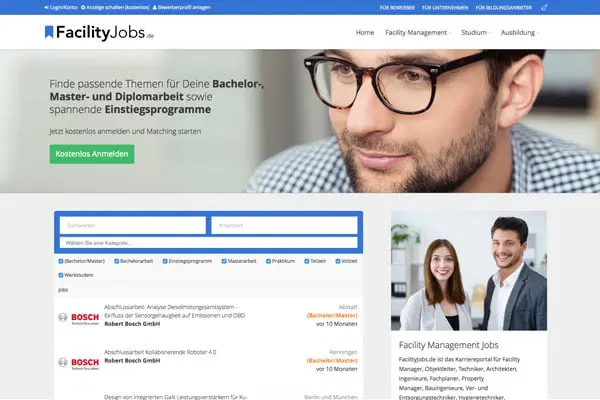 Login/Konto Anzeige schalten (kostenlos) Bewerberprofil anlegen
FÜR BEWERBER FÜR UNTERNEHMEN FÜR BILDUNGSANBIETER
FacilityJobs.de
Home Facility Management Studium Ausbildung
Finde passende Themen für Deine Bachelor-,
Master- und Diplomarbeit sowie
spannende Einstiegsprogramme
Jetzt kostenlos anmelden und Matching starten
Kostenlos Anmelden
Stichwörter Arbeitsort
Wählen Sie eine Kategorie...
(Bachelor/Master) Bachelorarbeit Einstiegsprogramm Masterarbeit Praktikum Teilzeit Vollzeit
Werkstudent
Jobs
BOSCH
Abschlussarbeit: Analyse Dieselmotorgesamtsystem –
Einfluss der Sensorgenauigkeit auf Emissionen und OBD
Robert Bosch GmbH
Abstatt
(Bachelor/Master)
vor 10 Monaten
BOSCH
Abschlussarbeit Kollaborierende Roboter 4.0
Robert Bosch GmbH
Renningen
(Bachelor/Master)
vor 10 Monaten
Design von integrierten GaN Leistungsverstärkern für Ku-
Berlin und München
Facility Management Jobs
Facilityjobs.de ist das Karriereportal für Facility
Manager, Objektleiter, Techniker, Architekten,
Ingenieure, Fachplaner, Property
Manager, Bauingenieure, Ver- und
Entsorgungstechniker, Hygienetechniker,